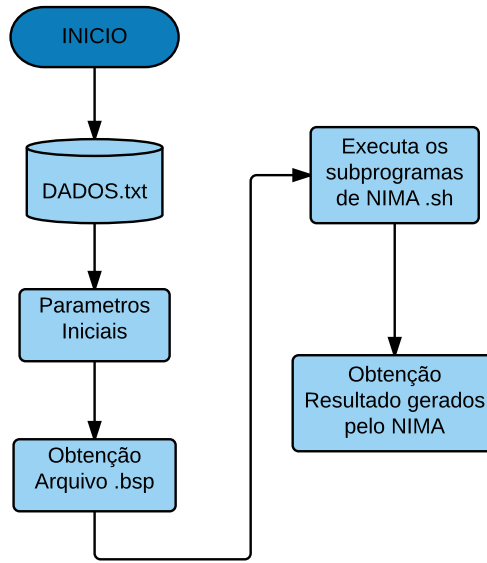 INICIO
DADOS.txt
Parametros
Iniciais
Obtenção
Arquivo .bsp
Executa os
subprogramas
de NIMA .sh
Obtenção
Resultado gerados
pelo NIMA